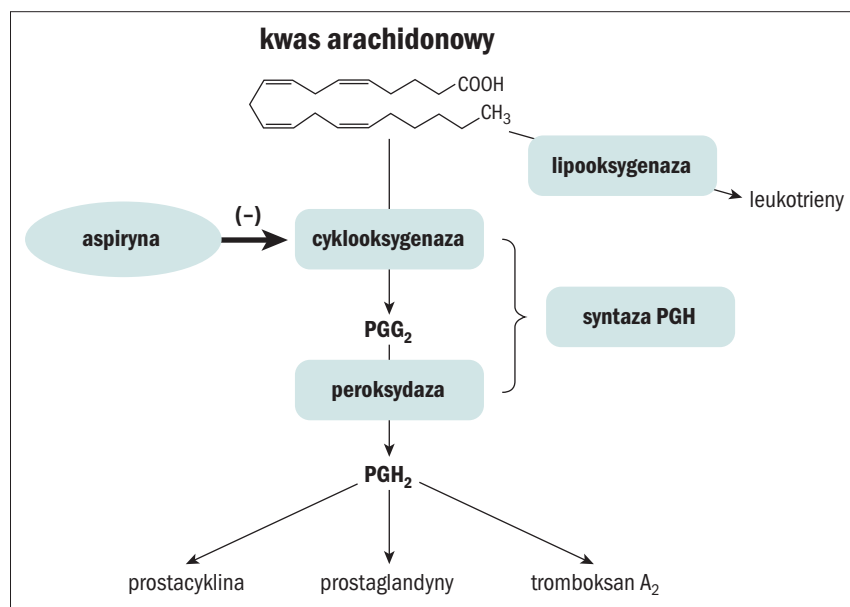 kwas arachidonowy
COOH
CH₃
lipooksygenaza
leukotrieny
(–)
aspiryna
cyklooksygenaza
PGG₂
syntaza PGH
peroksydaza
PGH₂
prostacyklina
prostaglandyny
tromboksan A₂